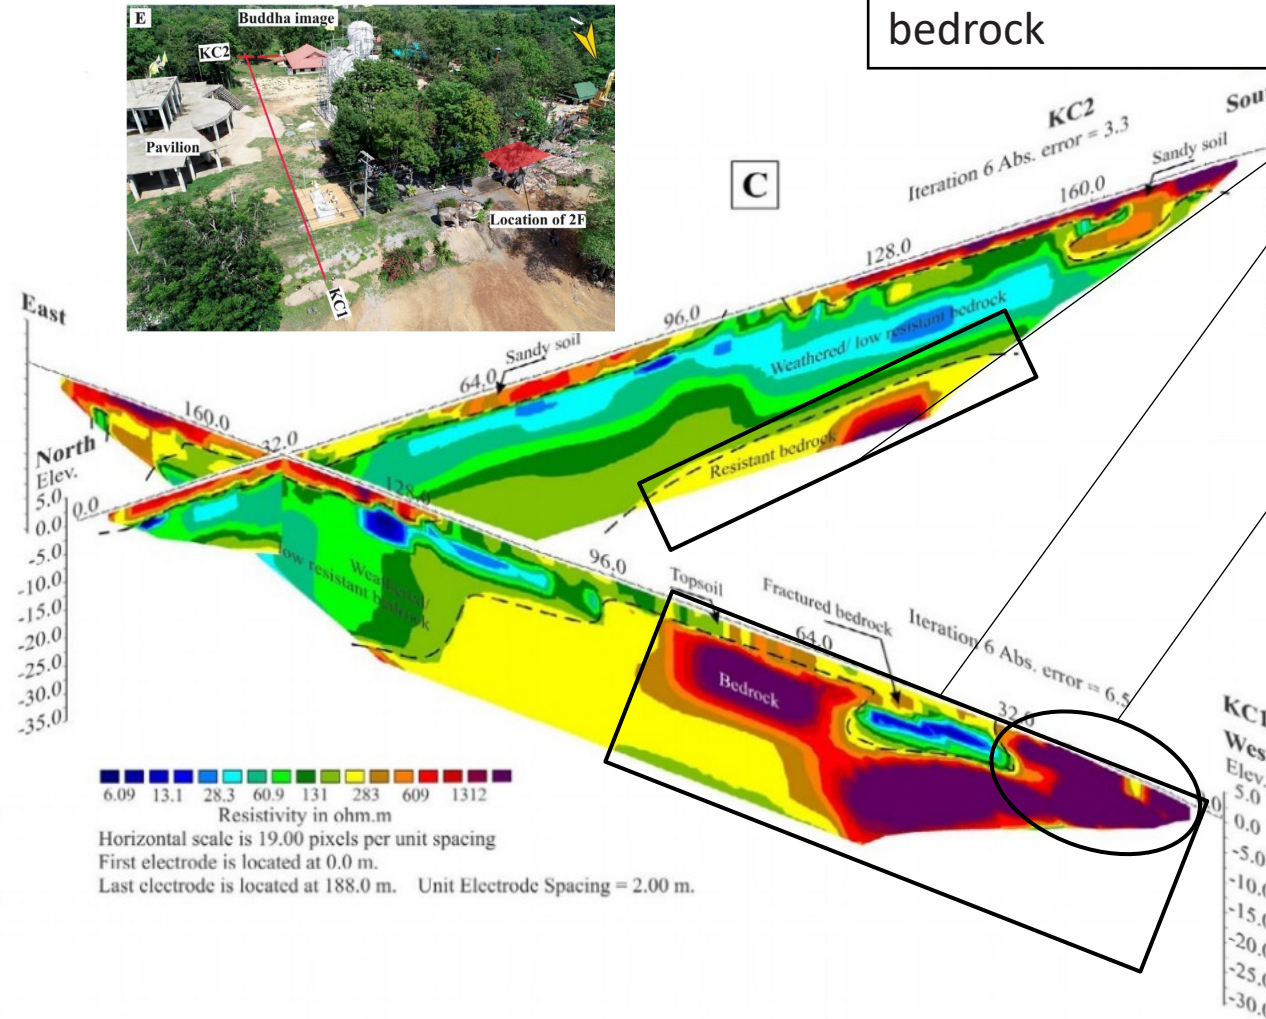 bedrock
E
Buddha image
KC2
Pavilion
Location of 2F
KC1
C
KC2
Iteration 6 Abs. error = 3.3
Sandy soil
160.0
128.0
96.0
64.0
32.0
0.0
Sandy soil
Weathered/ low resistant bedrock
Resistant bedrock
East
North
Elev.
5.0
0.0
-5.0
-10.0
-15.0
-20.0
-25.0
-30.0
-35.0
160.0
128.0
96.0
64.0
32.0
Weathered/
low resistant bedrock
Topsoil
Fractured bedrock
Iteration 6 Abs. error = 6.5
Bedrock
KC1
Elev.
5.0
0.0
-5.0
-10.0
-15.0
-20.0
-25.0
-30.0
6.09 13.1 28.3 60.9 131 283 609 1312
Resistivity in ohm.m
Horizontal scale is 19.00 pixels per unit spacing
First electrode is located at 0.0 m.
Last electrode is located at 188.0 m. Unit Electrode Spacing = 2.00 m.